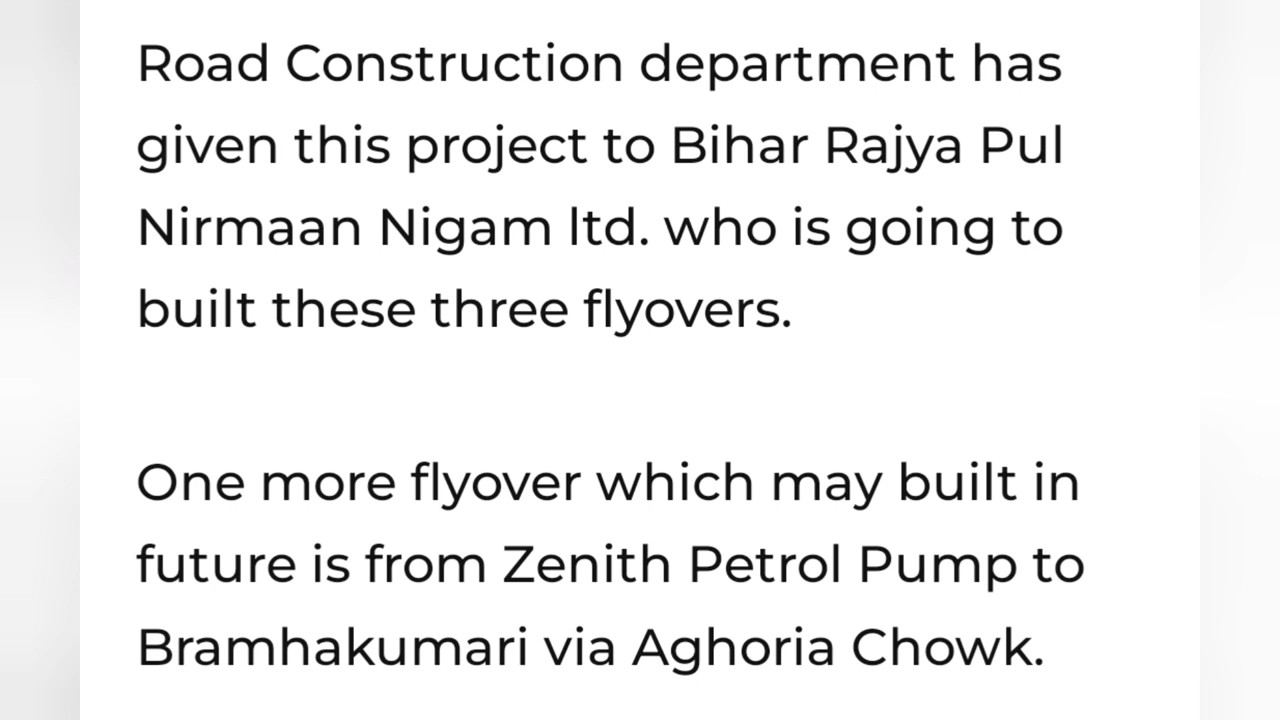 Road Construction department has
given this project to Bihar Rajya Pul
Nirmaan Nigam ltd. who is going to
built these three flyovers.
One more flyover which may built in
future is from Zenith Petrol Pump to
Bramhakumari via Aghoria Chowk.